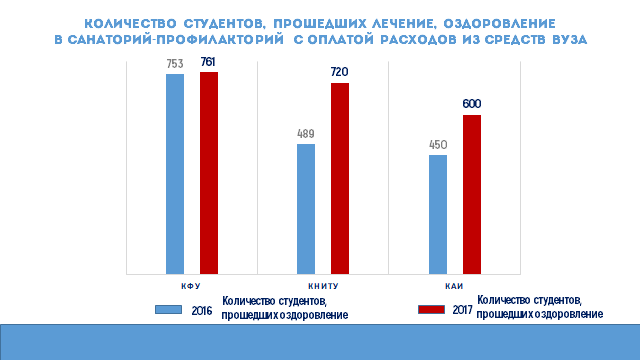 КОЛИЧЕСТВО СТУДЕНТОВ, ПРОШЕДШИХ ЛЕЧЕНИЕ, ОЗДОРОВЛЕНИЕ
В САНАТОРИЙ-ПРОФИЛАКТОРИЙ С ОПЛАТОЙ РАСХОДОВ ИЗ СРЕДСТВ ВУЗА
753 761
489 720
450 600
КФУ КНИТУ КАИ
2016 Количество студентов,
прошедших оздоровление
2017 Количество студентов,
прошедших оздоровление